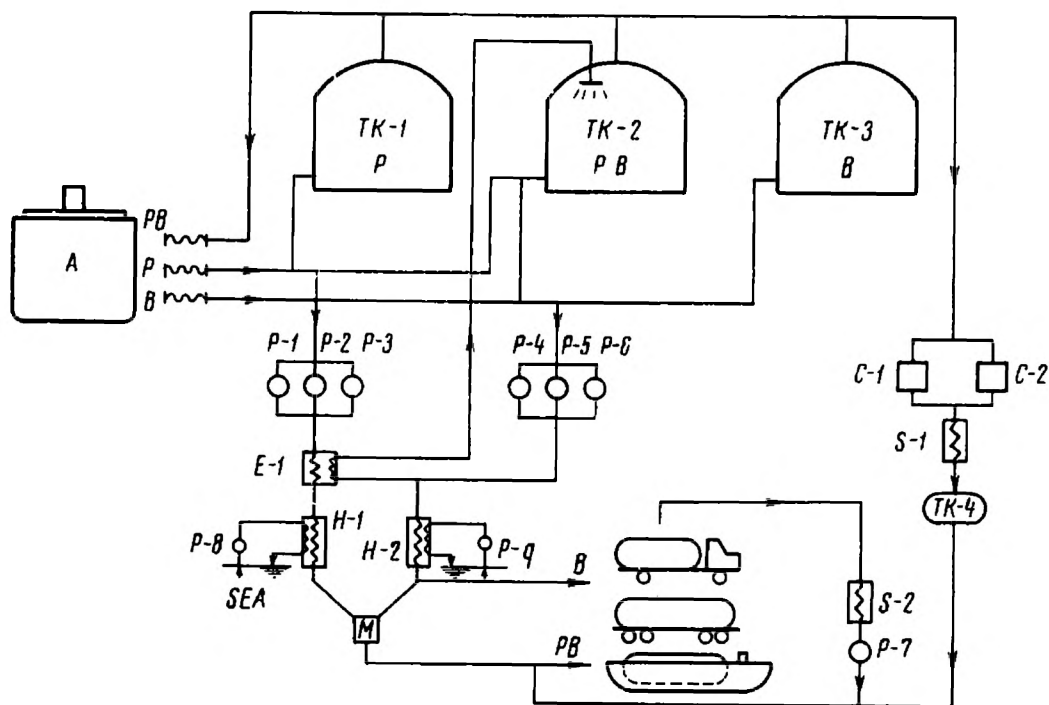 TK-1
P
TK-2
P B
TK-3
B
A
PB
P
B
P-1 P-2 P-3
P-4 P-5 P-6
C-1
C-2
S-1
E-1
TK-4
H-1
P-8
H-2
P-9
SEA
B
S-2
M
P-7
PB